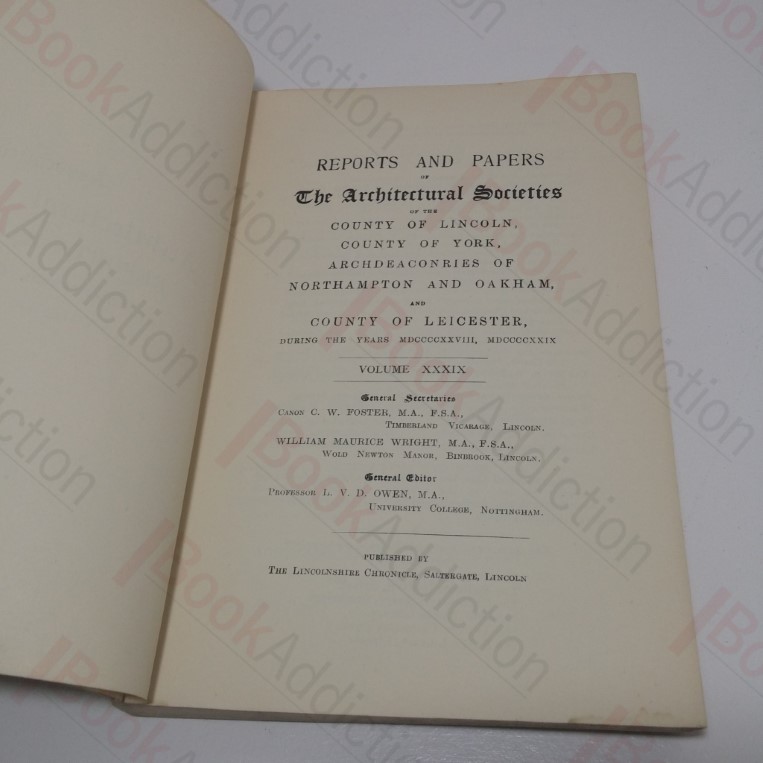 REPORTS AND PAPERS
OF
The Architectural Societies
OF THE
COUNTY OF LINCOLN,
COUNTY OF YORK,
ARCHDEACONRIES OF
NORTHAMPTON AND OAKHAM,
AND
COUNTY OF LEICESTER,
DURING THE YEARS MDCCCCXXVIII, MDCCCCXXIX
VOLUME XXXIX
General Secretaries
CANON C. W. FOSTER, M.A., F.S.A.,
TIMBERLAND VICARAGE, LINCOLN.
WILLIAM MAURICE WRIGHT, M.A., F.S.A.,
WOLD NEWTON MANOR, BINBROOK, LINCOLN.
General Editor
PROFESSOR L. V. D. OWEN, M.A.,
UNIVERSITY COLLEGE, NOTTINGHAM.
PUBLISHED BY
THE LINCOLNSHIRE CHRONICLE, SALTERGATE, LINCOLN
BookAddiction